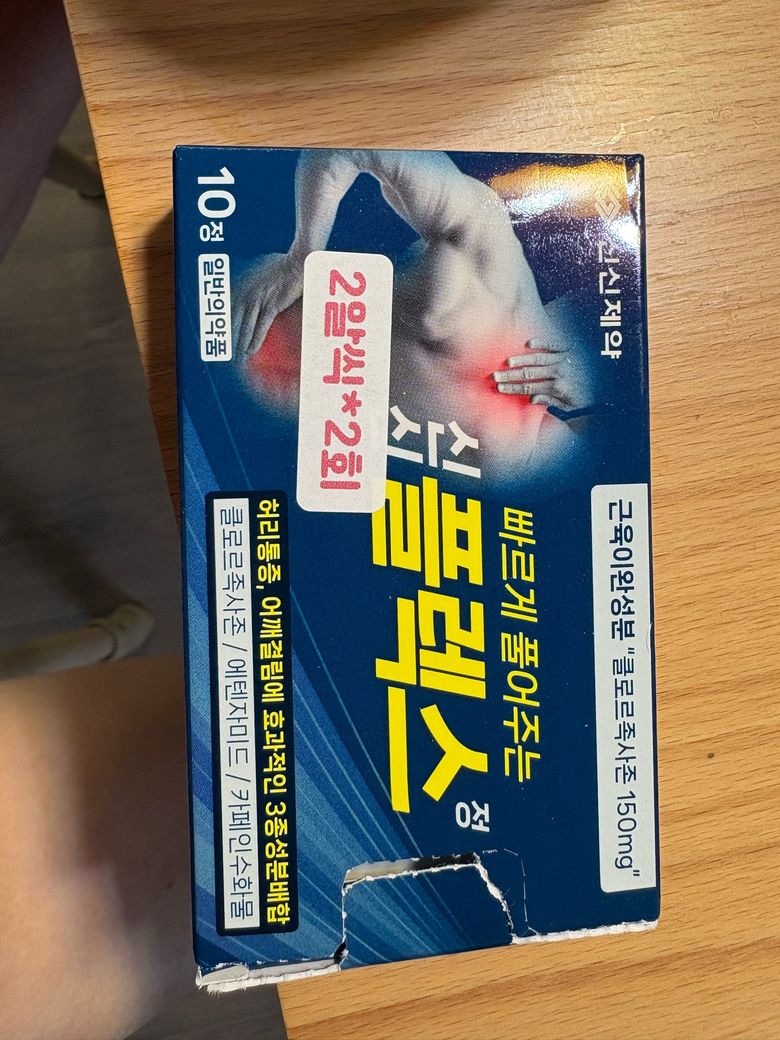 신신제약
근육이완성분 "클로르족사존 150mg"
빠르게 풀어주는
신신
플렉스정
2알씩*2회
허리통증, 어깨결림에 효과적인 3종성분배합
클로르족사존 / 에텐자미드 / 카페인수화물
10정 일반의약품